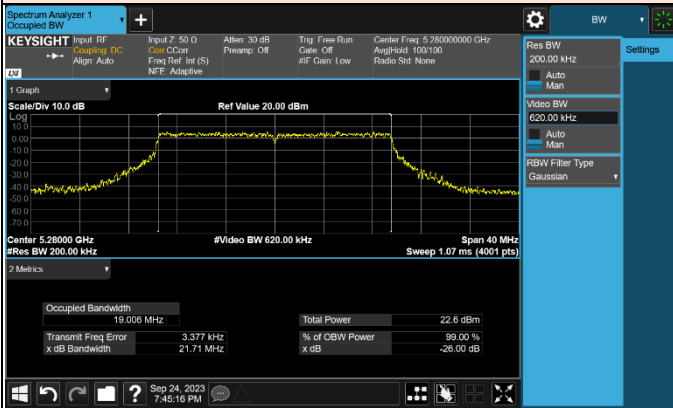 Spectrum Analyzer 1
Occupied BW
+
BW
KEYSIGHT
Input: RF
Coupling: DC
Align: Auto
Input Z: 50 Ω
Corr CCorr
Freq Ref: Int (S)
NFE: Adaptive
Atten: 30 dB
Preamp: Off
Trig: Free Run
Gate: Off
#IF Gain: Low
Center Freq: 5.280000000 GHz
Avg|Hold: 100/100
Radio Std: None
LXI
Res BW
200.00 kHz
Auto
Man
Settings
Video BW
620.00 kHz
Auto
Man
RBW Filter Type
Gaussian
1 Graph
Scale/Div 10.0 dB
Ref Value 20.00 dBm
Log
10.0
0.00
-10.0
-20.0
-30.0
-40.0
-50.0
-60.0
-70.0
Center 5.28000 GHz
#Video BW 620.00 kHz
Span 40 MHz
#Res BW 200.00 kHz
Sweep 1.07 ms (4001 pts)
2 Metrics
Occupied Bandwidth
19.006 MHz
Total Power 22.6 dBm
Transmit Freq Error 3.377 kHz
% of OBW Power 99.00 %
x dB Bandwidth 21.71 MHz
x dB -26.00 dB
?
Sep 24, 2023
7:45:16 PM